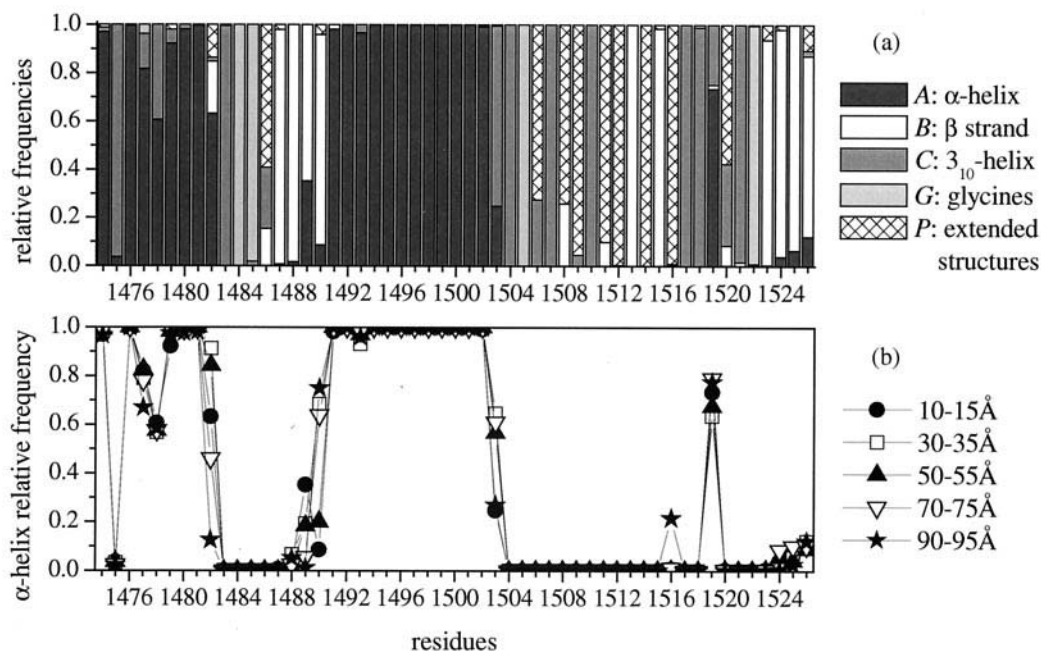 1.0
0.8
0.6
0.4
0.2
0.0
relative frequencies
1476 1480 1484 1488 1492 1496 1500 1504 1508 1512 1516 1520 1524
(a)
A: α-helix
B: β strand
C: 3₁₀-helix
G: glycines
P: extended
structures
1.0
0.8
0.6
0.4
0.2
0.0
α-helix relative frequency
1476 1480 1484 1488 1492 1496 1500 1504 1508 1512 1516 1520 1524
residues
(b)
10-15Å
30-35Å
50-55Å
70-75Å
90-95Å